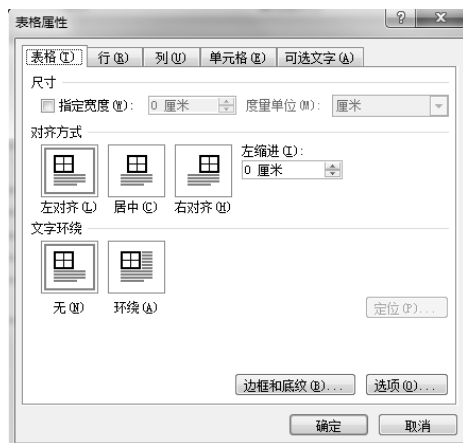 表格属性
? X
表格(T) 行(R) 列(U) 单元格(E) 可选文字(A)
尺寸
指定宽度(W): 0 厘米 度量单位(M): 厘米
对齐方式
左缩进(I):
0 厘米
左对齐(L) 居中(C) 右对齐(H)
文字环绕
无(N) 环绕(A)
定位(P)...
边框和底纹(B)... 选项(O)...
确定 取消